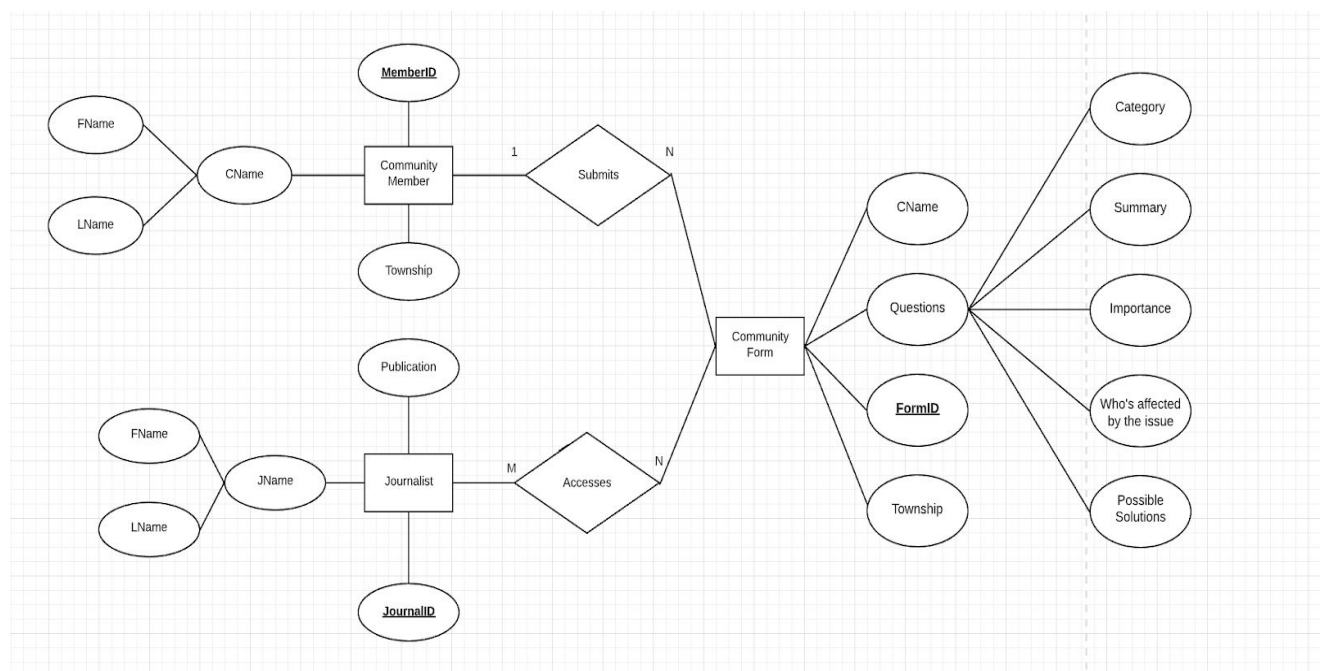 MemberID
FName
CName
LName
Community
Member
Township
1
Submits
N
Publication
FName
JName
LName
Journalist
JournalID
M
Accesses
N
Community
Form
CName
Questions
FormID
Township
Category
Summary
Importance
Who's affected
by the issue
Possible
Solutions